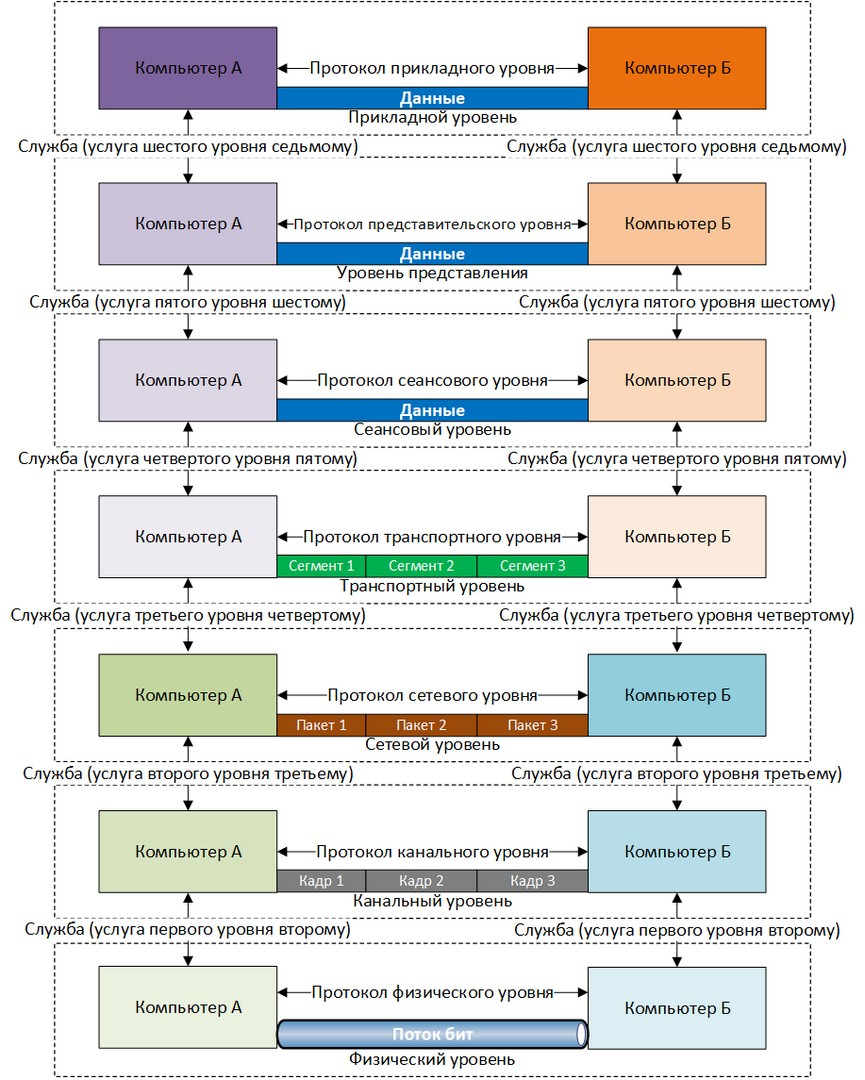 Компьютер А
Протокол прикладного уровня
Компьютер Б
Данные
Прикладной уровень
Служба (услуга шестого уровня седьмому)
Служба (услуга шестого уровня седьмому)
Компьютер А
Протокол представительского уровня
Компьютер Б
Данные
Уровень представления
Служба (услуга пятого уровня шестому)
Служба (услуга пятого уровня шестому)
Компьютер А
Протокол сеансового уровня
Компьютер Б
Данные
Сеансовый уровень
Служба (услуга четвертого уровня пятому)
Служба (услуга четвертого уровня пятому)
Компьютер А
Протокол транспортного уровня
Компьютер Б
Сегмент 1 Сегмент 2 Сегмент 3
Транспортный уровень
Служба (услуга третьего уровня четвертому)
Служба (услуга третьего уровня четвертому)
Компьютер А
Протокол сетевого уровня
Компьютер Б
Пакет 1 Пакет 2 Пакет 3
Сетевой уровень
Служба (услуга второго уровня третьему)
Служба (услуга второго уровня третьему)
Компьютер А
Протокол канального уровня
Компьютер Б
Кадр 1 Кадр 2 Кадр 3
Канальный уровень
Служба (услуга первого уровня второму)
Служба (услуга первого уровня второму)
Компьютер А
Протокол физического уровня
Компьютер Б
Поток бит
Физический уровень